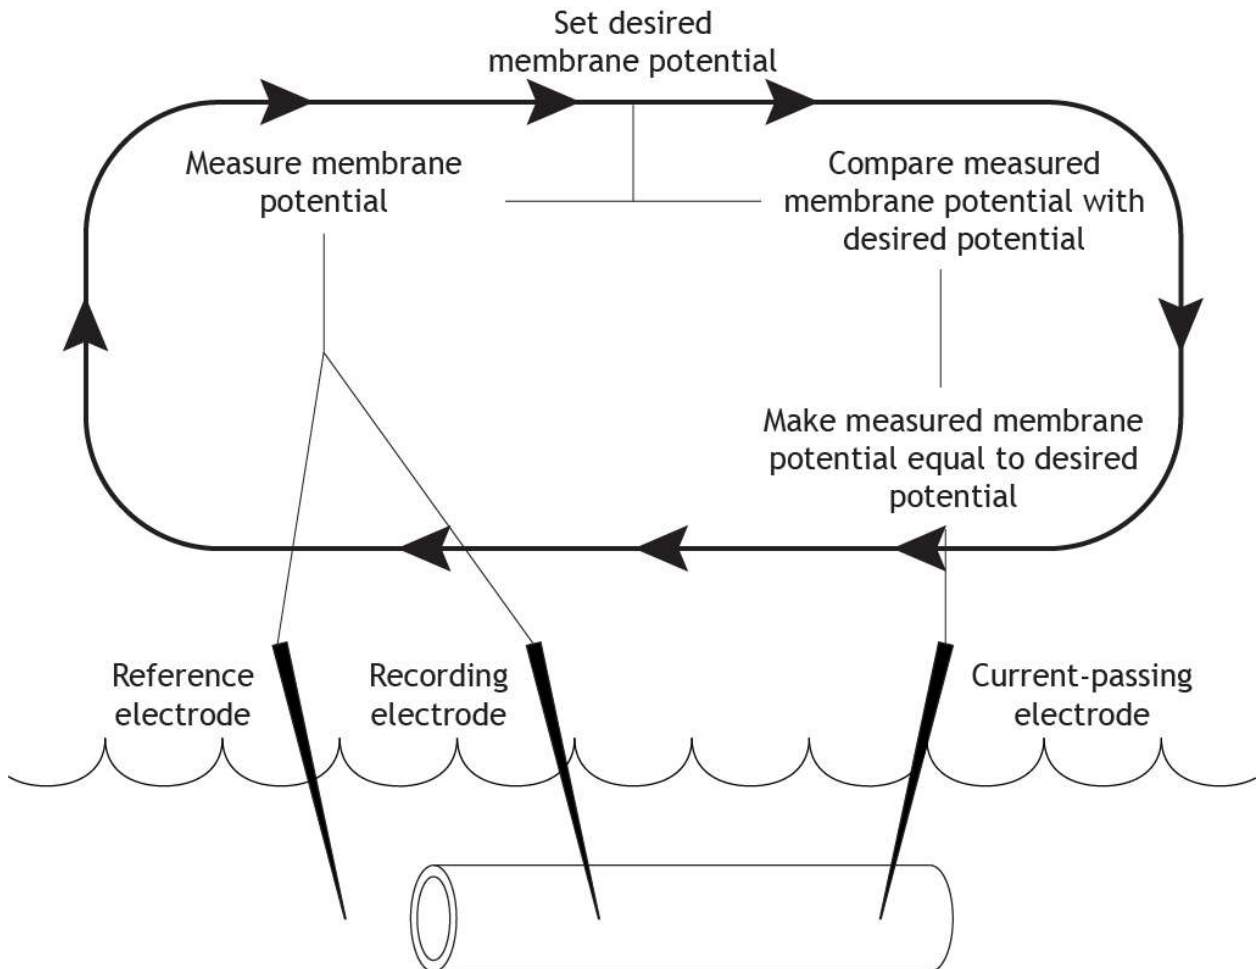 Set desired
membrane potential
Measure membrane
potential
Compare measured
membrane potential with
desired potential
Make measured membrane
potential equal to desired
potential
Reference
electrode
Recording
electrode
Current-passing
electrode